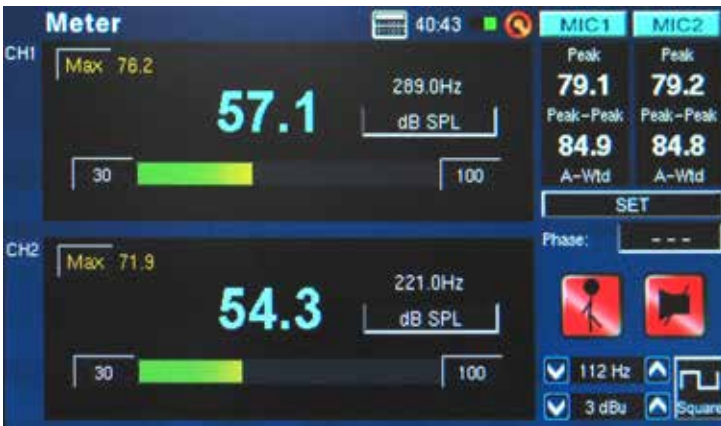 Meter 40:43
CH1
Max 76.2
57.1
289.0Hz
dB SPL
30 100
CH2
Max 71.9
54.3
221.0Hz
dB SPL
30 100
MIC1 MIC2
Peak Peak
79.1 79.2
Peak-Peak Peak-Peak
84.9 84.8
A-Wtd A-Wtd
SET
Phase: ---
112 Hz
3 dBu
Square